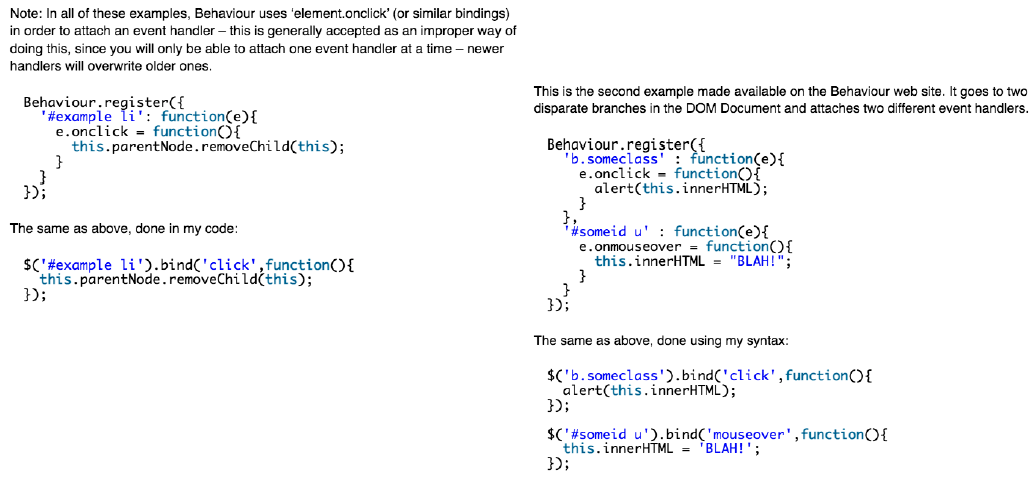 Note: In all of these examples, Behaviour uses 'element.onclick' (or similar bindings)
in order to attach an event handler – this is generally accepted as an improper way of
doing this, since you will only be able to attach one event handler at a time – newer
handlers will overwrite older ones.
Behaviour.register({
'#example li': function(e){
e.onclick = function(){
this.parentNode.removeChild(this);
}
}
});
The same as above, done in my code:
$('#example li').bind('click',function(){
this.parentNode.removeChild(this);
});
This is the second example made available on the Behaviour web site. It goes to two
disparate branches in the DOM Document and attaches two different event handlers.
Behaviour.register({
'b.someclass' : function(e){
e.onclick = function(){
alert(this.innerHTML);
}
},
'#someid u' : function(e){
e.onmouseover = function(){
this.innerHTML = "BLAH!";
}
}
});
The same as above, done using my syntax:
$('b.someclass').bind('click',function(){
alert(this.innerHTML);
});
$('#someid u').bind('mouseover',function(){
this.innerHTML = 'BLAH!';
});